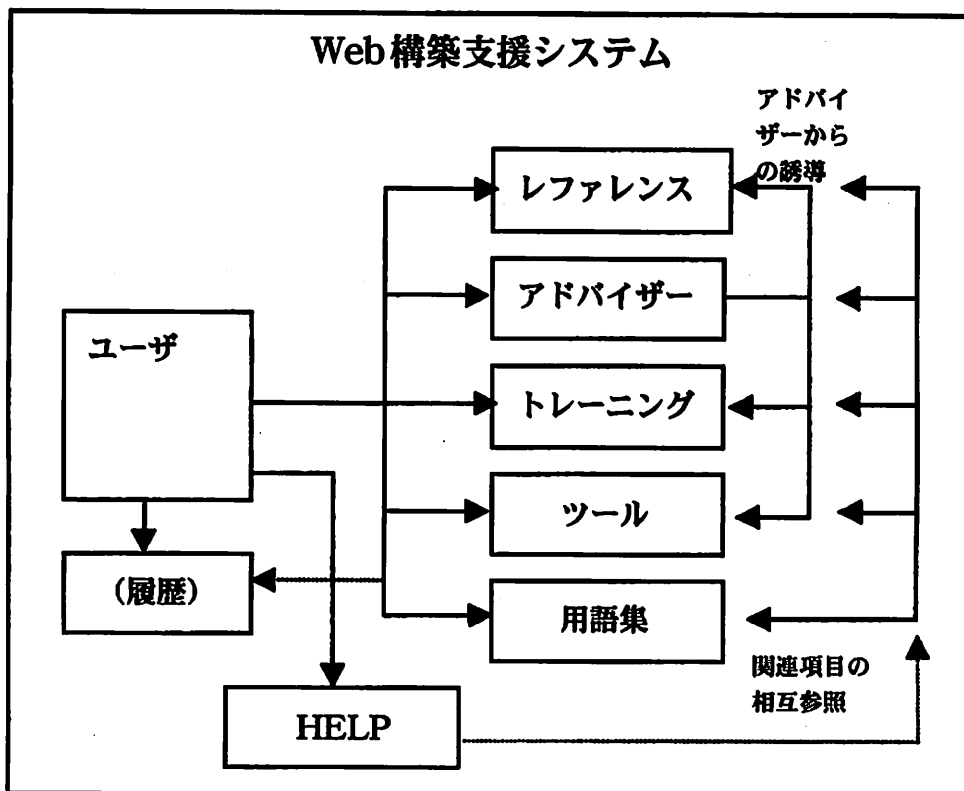 Web構築支援システム
アドバイ
ザーから
の誘導
レファレンス
アドバイザー
ユーザ
トレーニング
ツール
（履歴）
用語集
関連項目の
相互参照
HELP